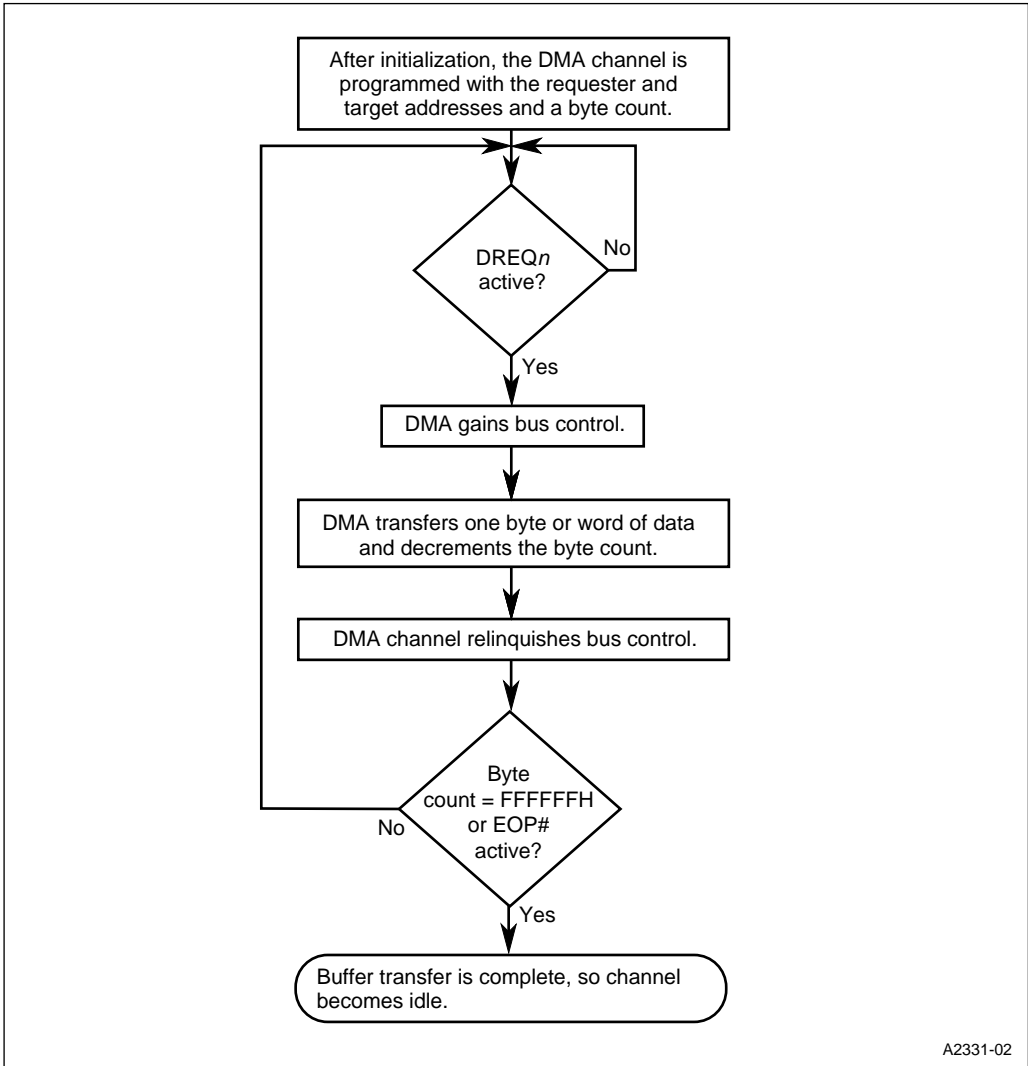 After initialization, the DMA channel is
programmed with the requester and
target addresses and a byte count.
DREQn
active?
No
Yes
DMA gains bus control.
DMA transfers one byte or word of data
and decrements the byte count.
DMA channel relinquishes bus control.
Byte
count = FFFFFFH
or EOP#
active?
No
Yes
Buffer transfer is complete, so channel
becomes idle.
A2331-02